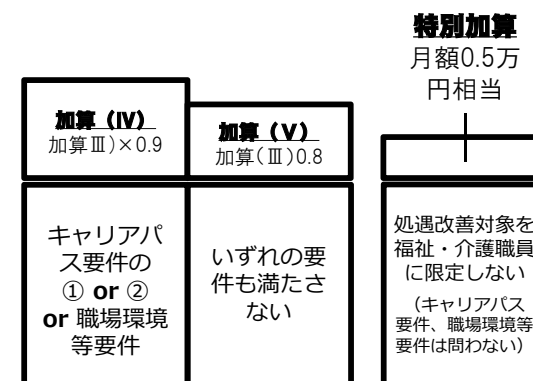 特別加算
月額0.5万
円相当
加算（Ⅳ）
加算Ⅲ)×0.9
加算（Ⅴ）
加算(Ⅲ)0.8
キャリアパ
ス要件の
① or ②
or 職場環境
等要件
いずれの要
件も満たさ
ない
処遇改善対象を
福祉・介護職員
に限定しない
（キャリアパス
要件、職場環境等
要件は問わない）